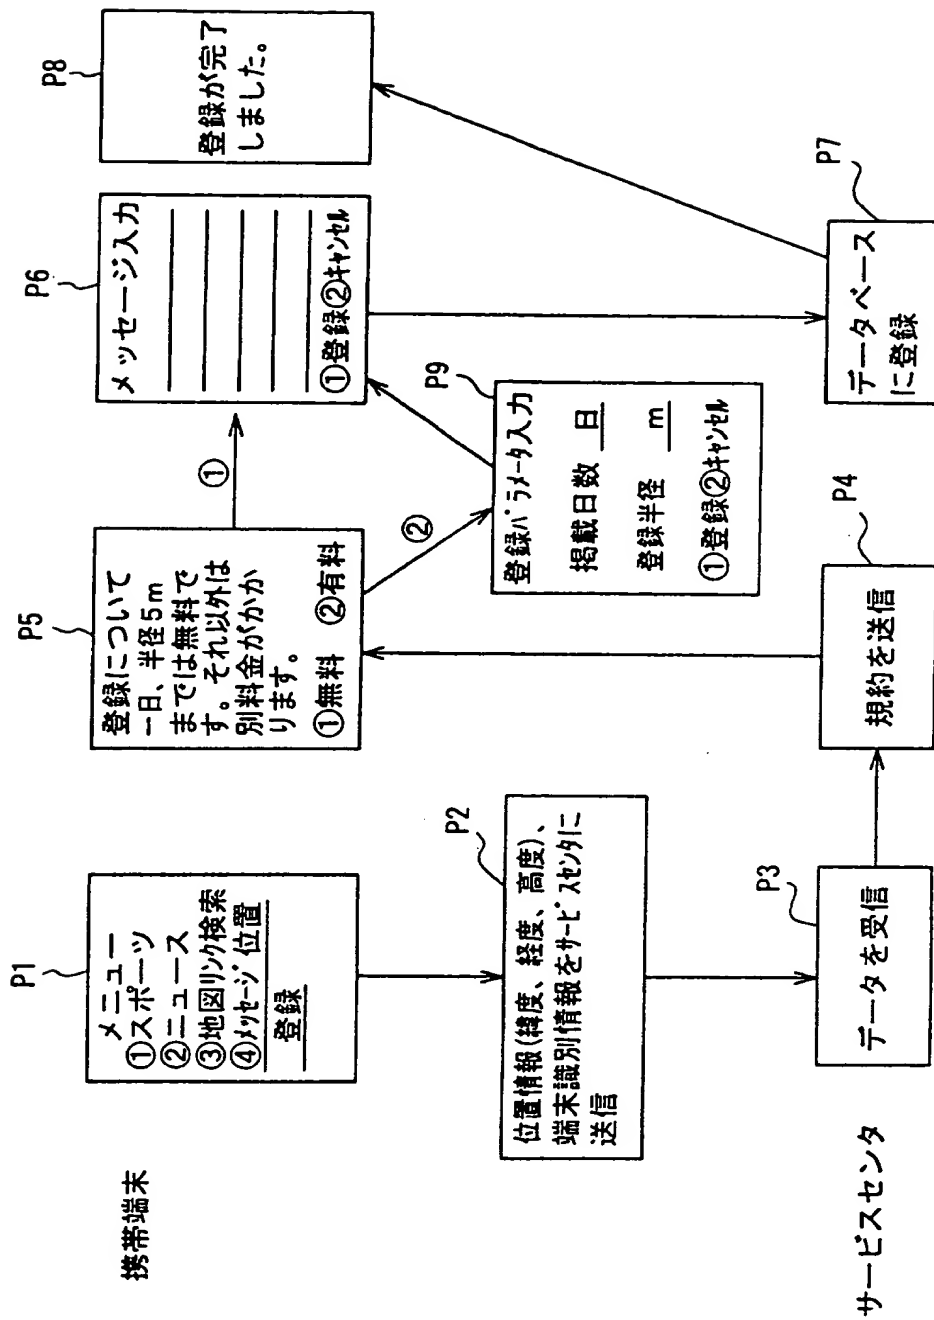 携帯端末
P1
メニュー
①スポーツ
②ニュース
③地図リンク検索
④メッセージ位置
登録
P2
位置情報(緯度、経度、高度)、
端末識別情報をサービスセンタに
送信
サービスセンタ
P3
データを受信
P4
規約を送信
P5
登録について
一日、半径5m
までは無料で
す。それ以外は
別料金がかか
ります。
①無料 ②有料
①
②
P9
登録パラメータ入力
掲載日数 日
登録半径 m
①登録②キャンセル
P6
メッセージ入力
①登録②キャンセル
P7
データベース
に登録
P8
登録が完了
しました。